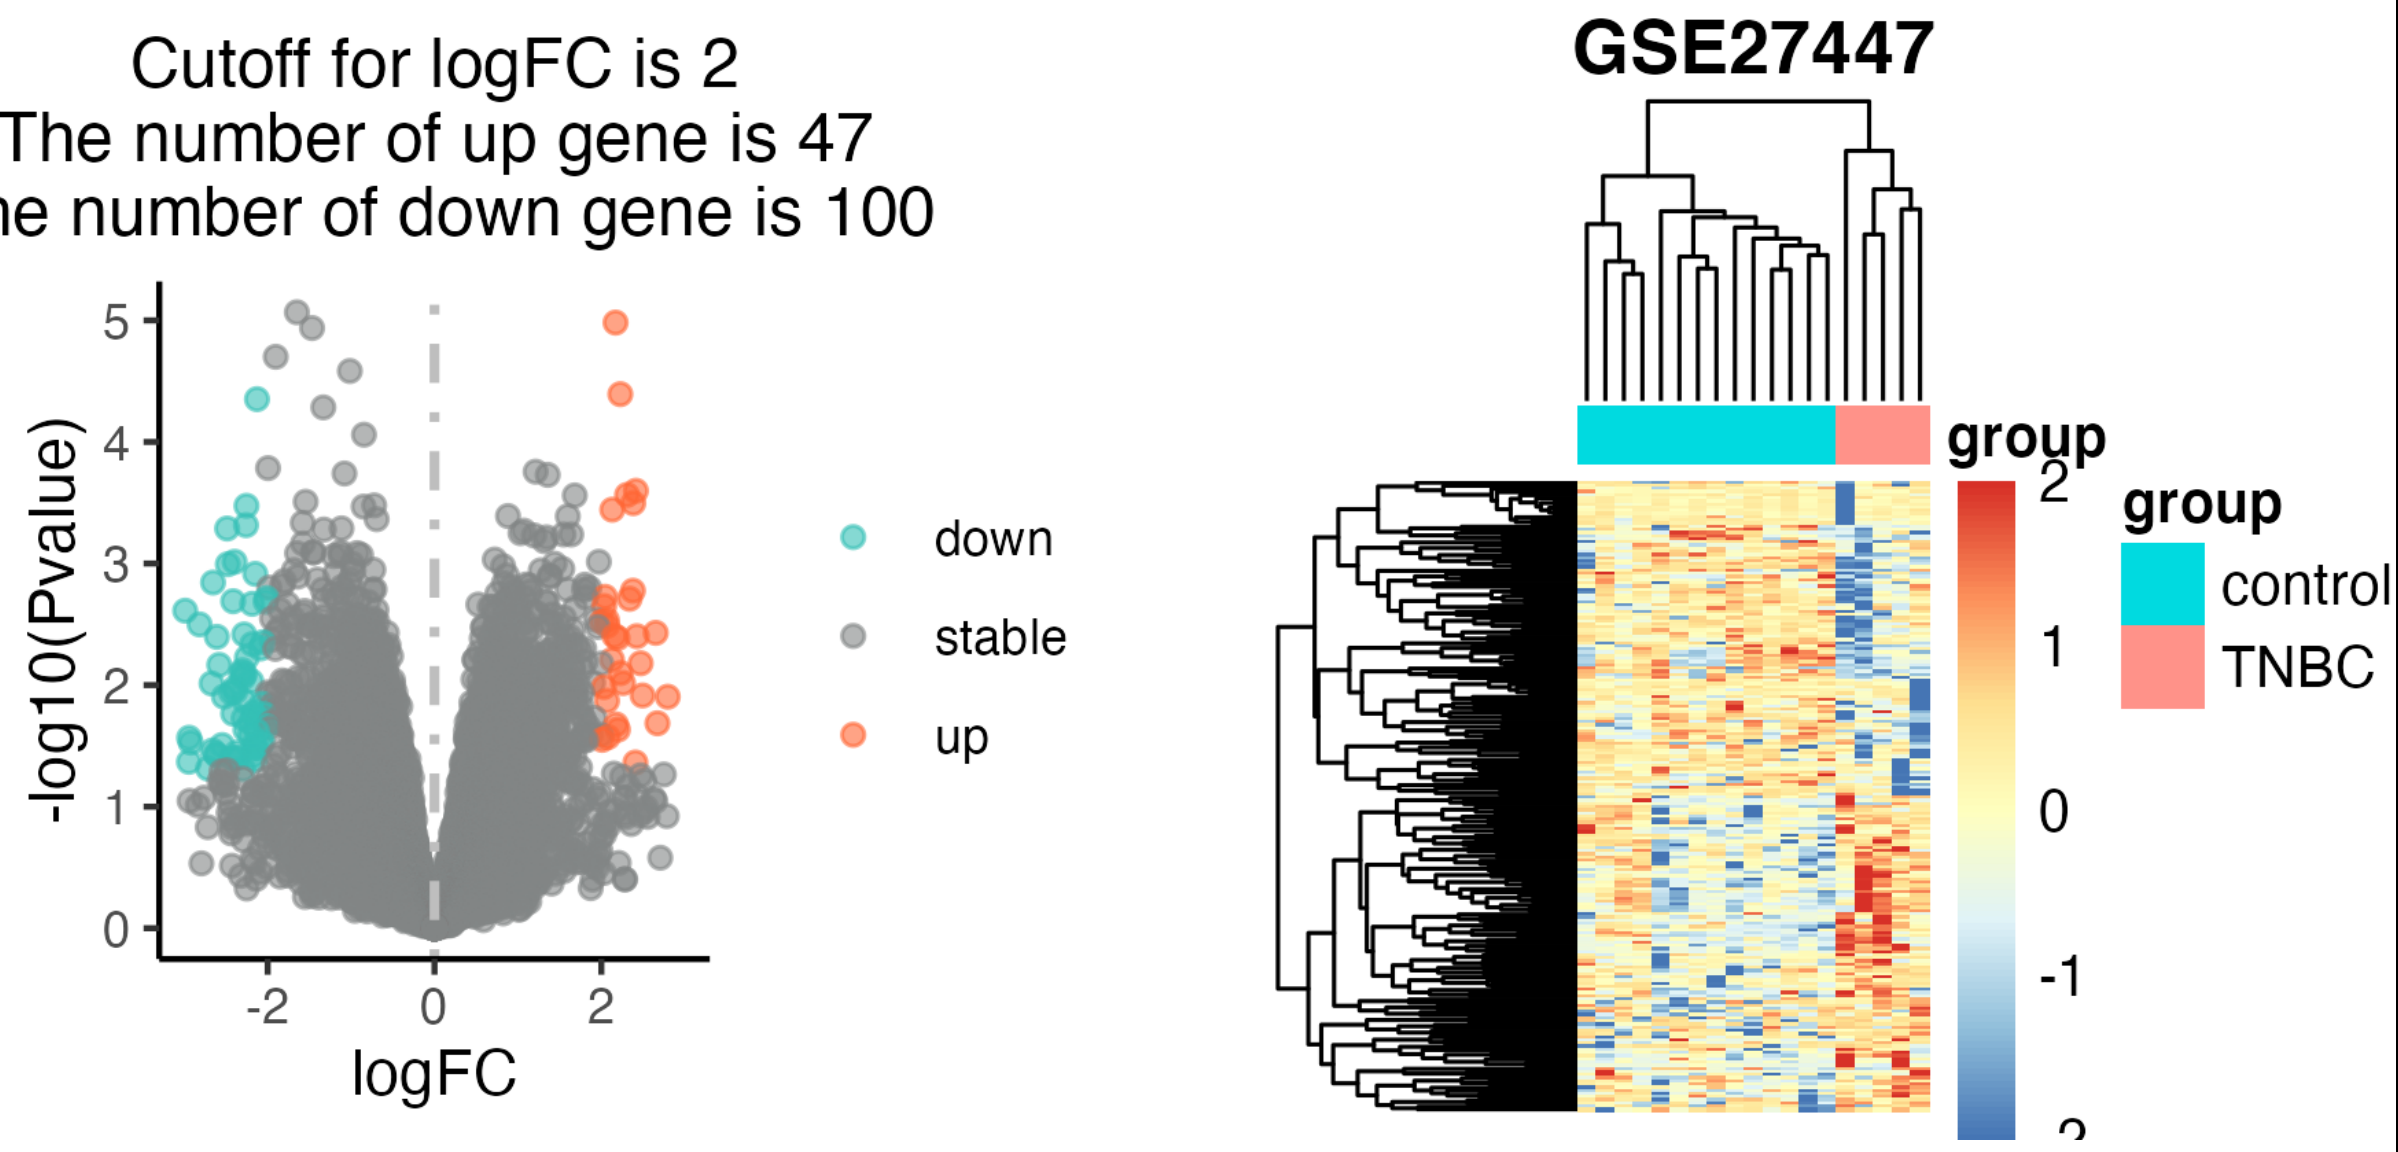 Cutoff for logFC is 2
The number of up gene is 47
he number of down gene is 100
-log10(Pvalue)
5
4
3
2
1
0
-2
0
2
logFC
down
stable
up
GSE27447
group
2
1
0
-1
2
group
control
TNBC